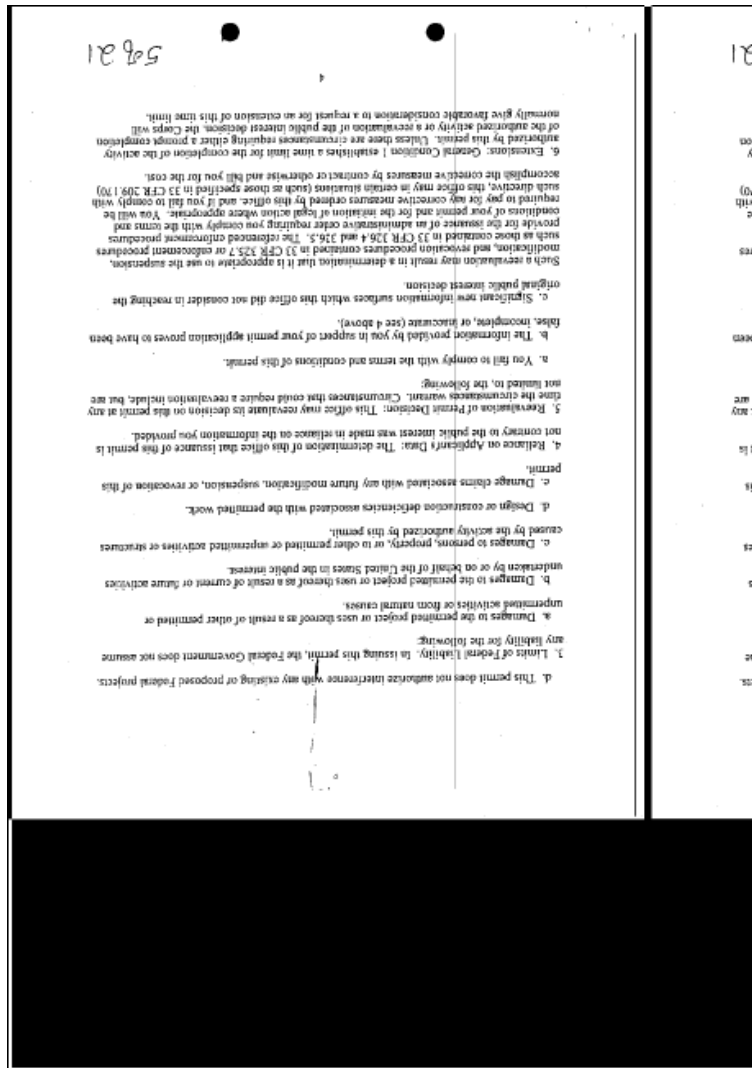 d. This permit does not authorize interference with any existing or proposed Federal projects.
3. Limits of Federal Liability. In issuing this permit, the Federal Government does not assume
any liability for the following:
a. Damages to the permitted project or uses thereof as a result of other permitted or
unpermitted activities or from natural causes.
b. Damages to the permitted project or uses thereof as a result of current or future activities
undertaken by or on behalf of the United States in the public interest.
c. Damages to persons, property, or to other permitted or unpermitted activities or structures
caused by the activity authorized by this permit.
d. Design or construction deficiencies associated with the permitted work.
e. Damage claims associated with any future modification, suspension, or revocation of this
permit.
4. Reliance on Applicant's Data: The determination of this office that issuance of this permit is
not contrary to the public interest was made in reliance on the information you provided.
5. Reevaluation of Permit Decision: This office may reevaluate its decision on this permit at any
time the circumstances warrant. Circumstances that could require a reevaluation include, but are
not limited to, the following:
a. You fail to comply with the terms and conditions of this permit.
b. The information provided by you in support of your permit application proves to have been
false, incomplete, or inaccurate (see 4 above).
c. Significant new information surfaces which this office did not consider in reaching the
original public interest decision.
Such a reevaluation may result in a determination that it is appropriate to use the suspension,
modification, and revocation procedures contained in 33 CFR 325.7 or enforcement procedures
such as those contained in 33 CFR 326.4 and 326.5. The referenced enforcement procedures
provide for the issuance of an administrative order requiring you comply with the terms and
conditions of your permit and for the initiation of legal action where appropriate. You will be
required to pay for any corrective measures ordered by this office, and if you fail to comply with
such directive, this office may in certain situations (such as those specified in 33 CFR 209.170)
accomplish the corrective measures by contract or otherwise and bill you for the cost.
6. Extensions: General Condition 1 establishes a time limit for the completion of the activity
authorized by this permit. Unless there are circumstances requiring either a prompt completion
of the authorized activity or a reevaluation of the public interest decision, the Corps will
normally give favorable consideration to a request for an extension of this time limit.
4